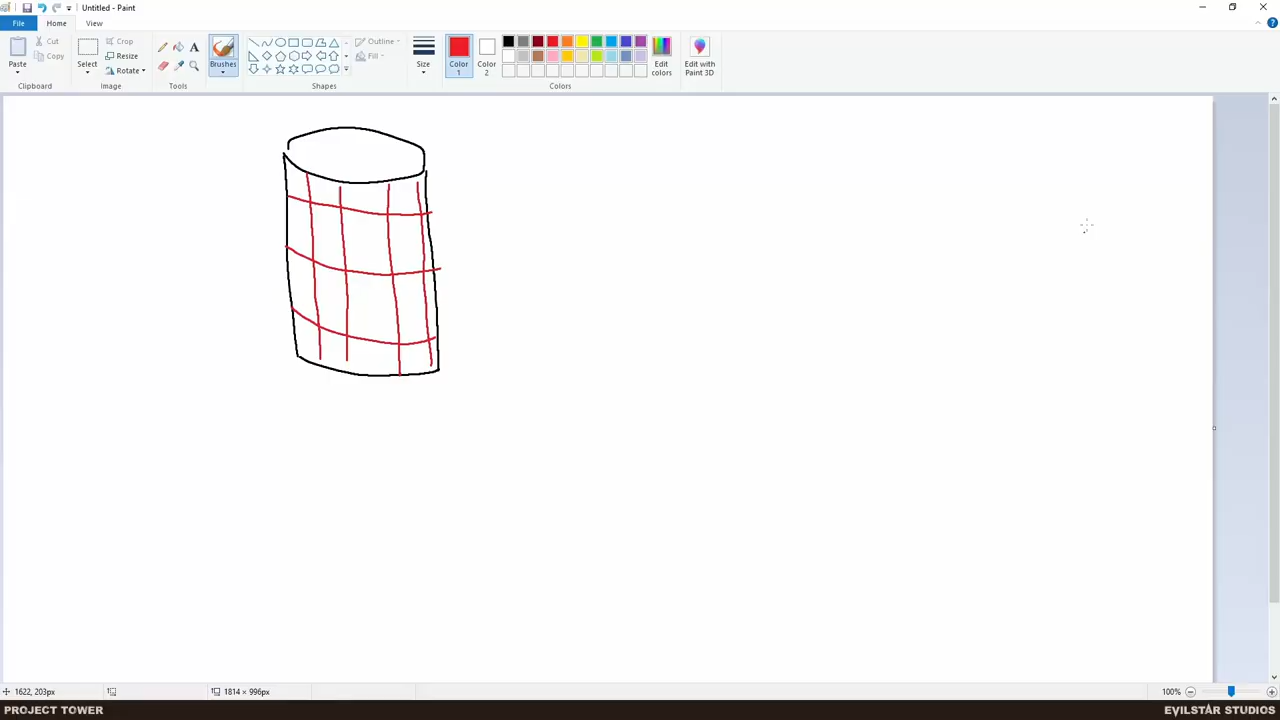 Untitled - Paint
File Home View
Paste
Cut
Copy
Clipboard
Select
Crop
Resize
Rotate
Image
A
Tools
Brushes
Outline
Fill
Shapes
Size
Color 1
Color 2
Edit colors
Colors
Edit with Paint 3D
1622, 203px
1814 × 996px
100%
PROJECT TOWER
EVILSTAR STUDIOS